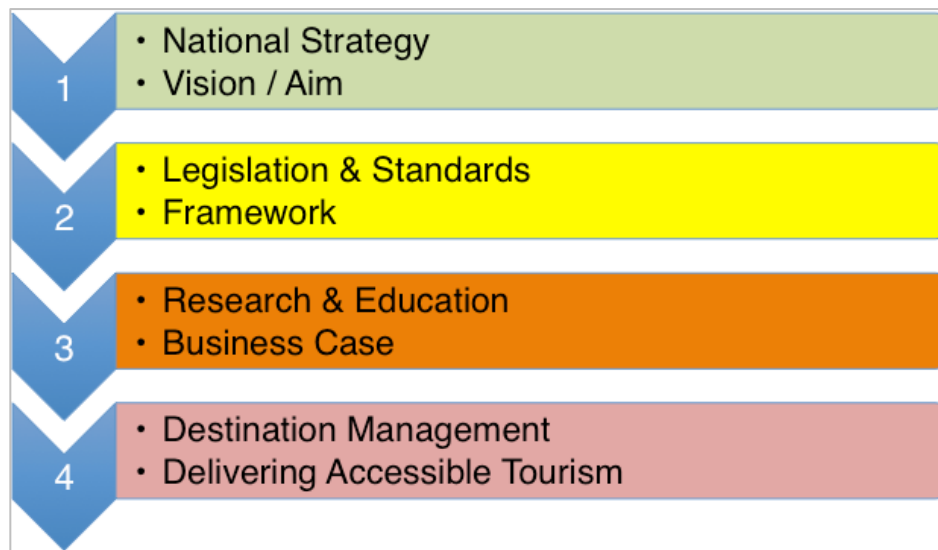 1
• National Strategy
• Vision / Aim
2
• Legislation & Standards
• Framework
3
• Research & Education
• Business Case
4
• Destination Management
• Delivering Accessible Tourism